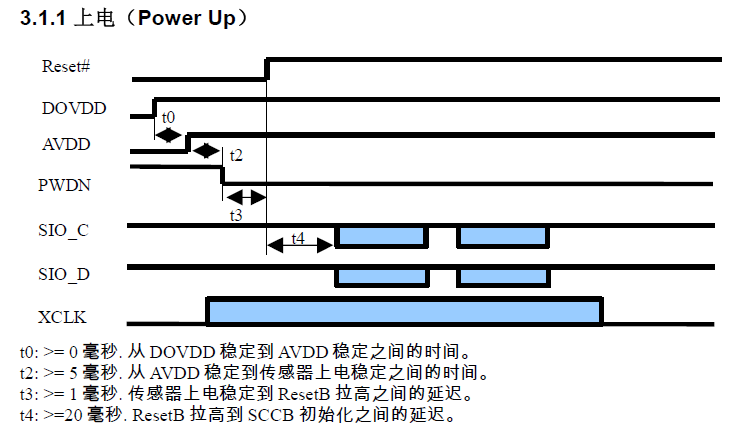 3.1.1 上电（Power Up）
Reset#
DOVDD
t0
AVDD
t2
PWDN
t3
SIO_C
t4
SIO_D
XCLK
t0: >= 0 毫秒. 从 DOVDD 稳定到 AVDD 稳定之间的时间。
t2: >= 5 毫秒. 从 AVDD 稳定到传感器上电稳定之间的时间。
t3: >= 1 毫秒. 传感器上电稳定到 ResetB 拉高之间的延迟。
t4: >=20 毫秒. ResetB 拉高到 SCCB 初始化之间的延迟。